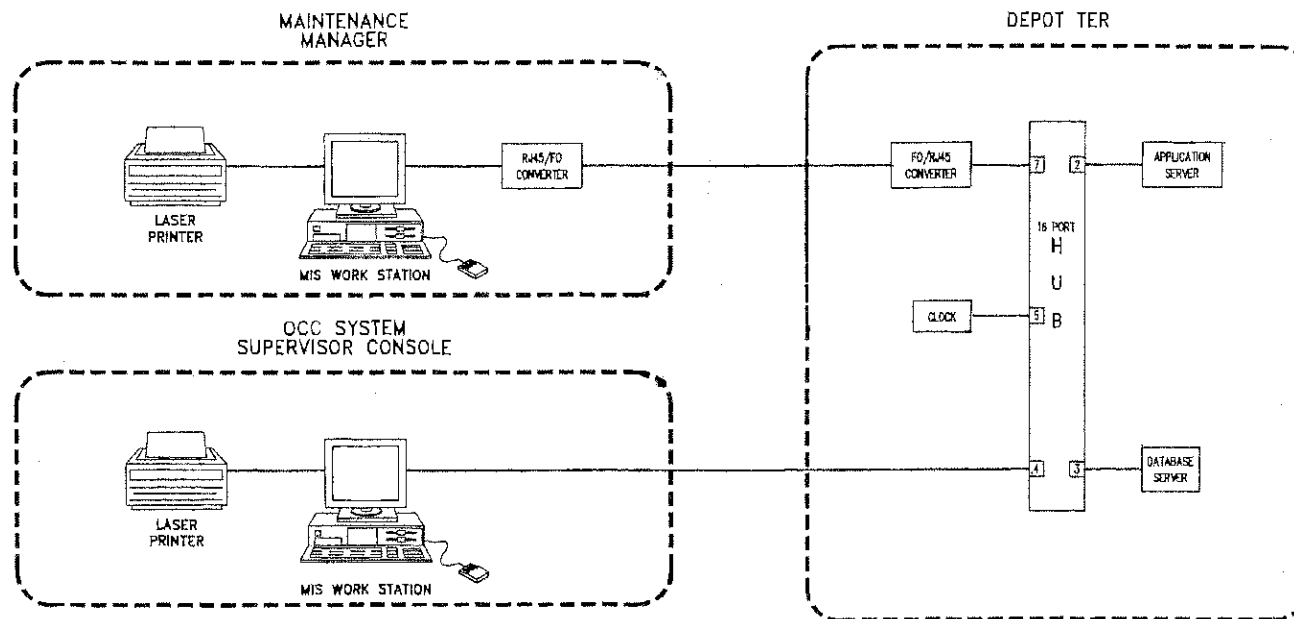 MAINTENANCE
MANAGER
DEPOT TER
LASER
PRINTER
MIS WORK STATION
RJ45/FO
CONVERTER
FO/RJ45
CONVERTER
7
2
APPLICATION
SERVER
16 PORT
H
U
B
CLOCK
5
OCC SYSTEM
SUPERVISOR CONSOLE
LASER
PRINTER
MIS WORK STATION
4
3
DATABASE
SERVER